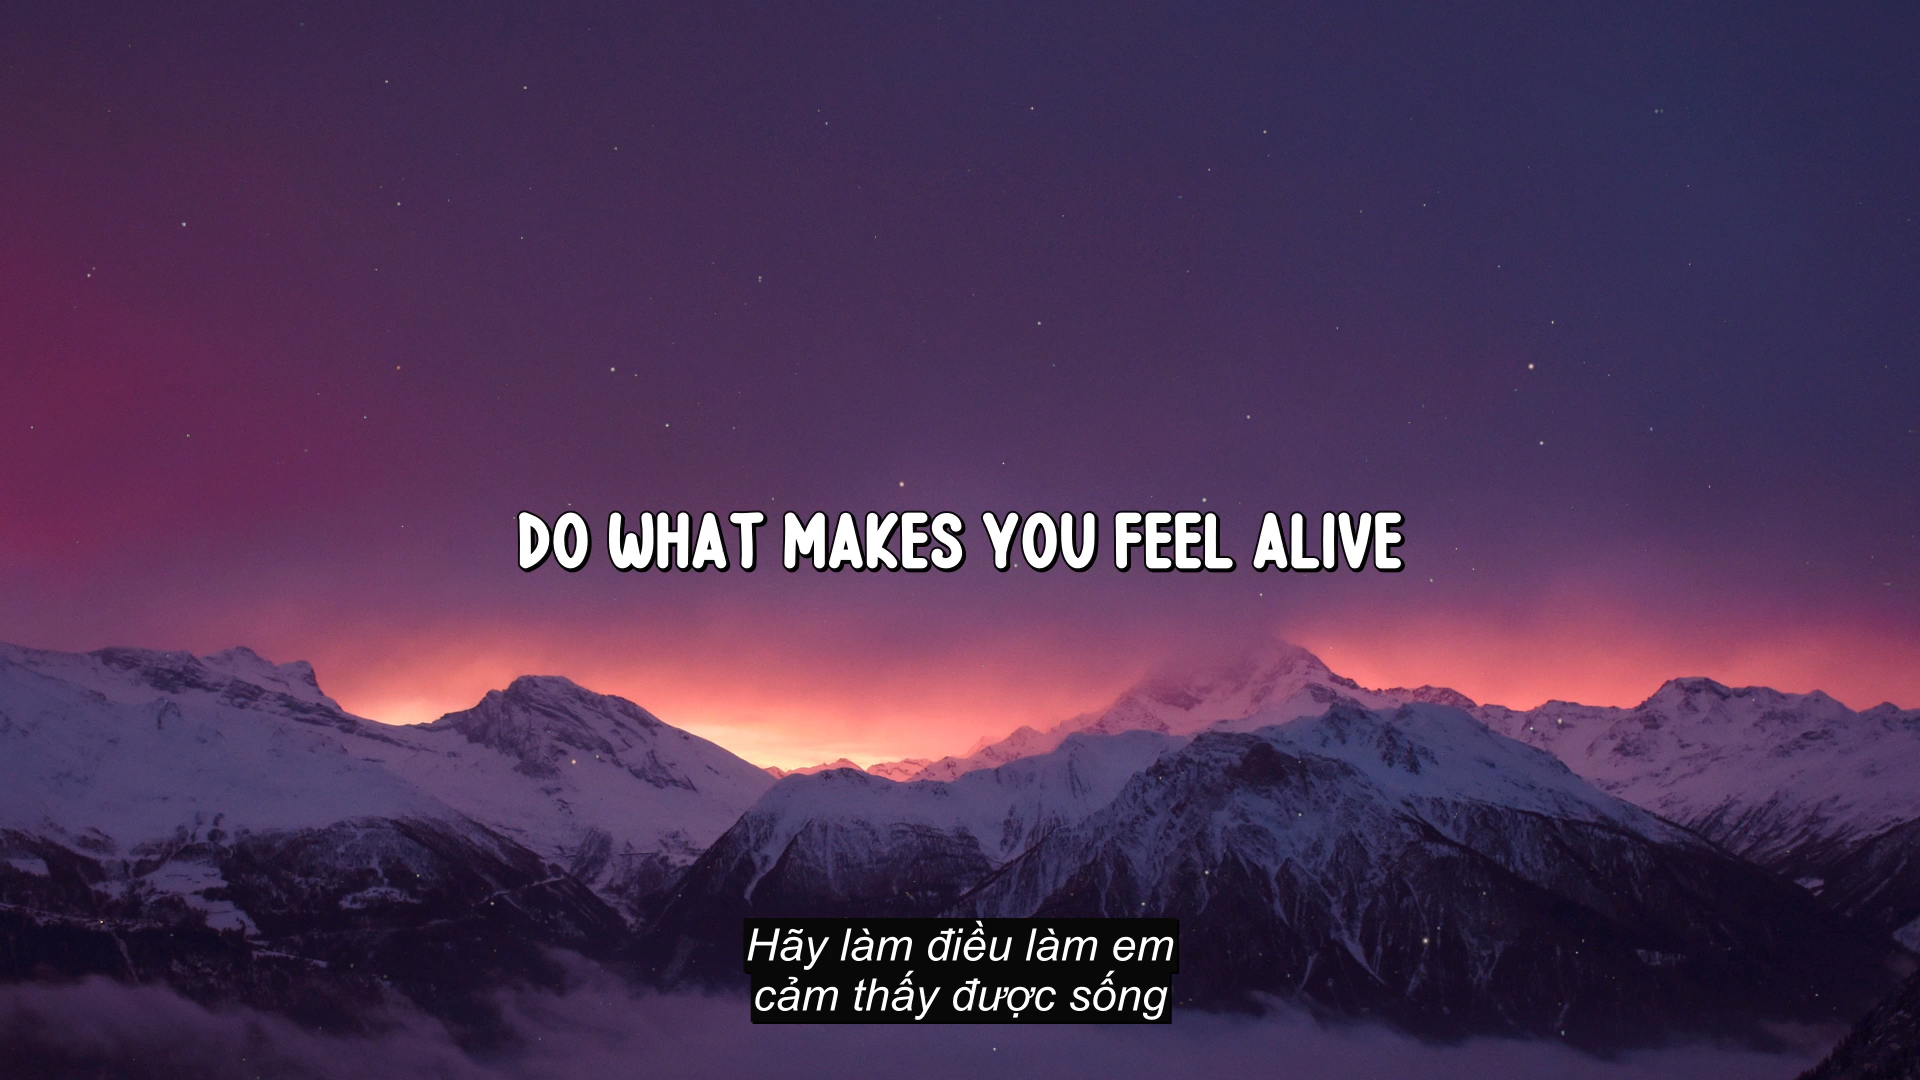 DO WHAT MAKES YOU FEEL ALIVE
Hãy làm điều làm em
cảm thấy được sống